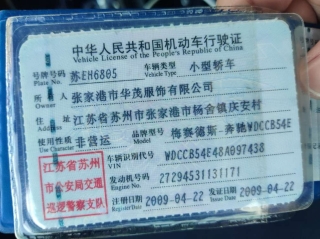 中华人民共和国机动车行驶证
Vehicle License of the People's Republic of China
号牌号码 苏EH6805 车辆类型 小型轿车
Plate No. Vehicle Type
所有人 张家港市华茂服饰有限公司
Owner
住址 江苏省苏州市张家港市杨舍镇庆安村
Address
使用性质 非营运 品牌型号 梅赛德斯-奔驰WDCCB54E
Use Character Model
江苏省苏州市公安局交通巡逻警察支队
车辆识别代号 WDCCB54E48A097438
VIN
发动机号码 27294531131171
Engine No.
注册日期 2009-04-22 发证日期 2009-04-22
Register Date Issue Date